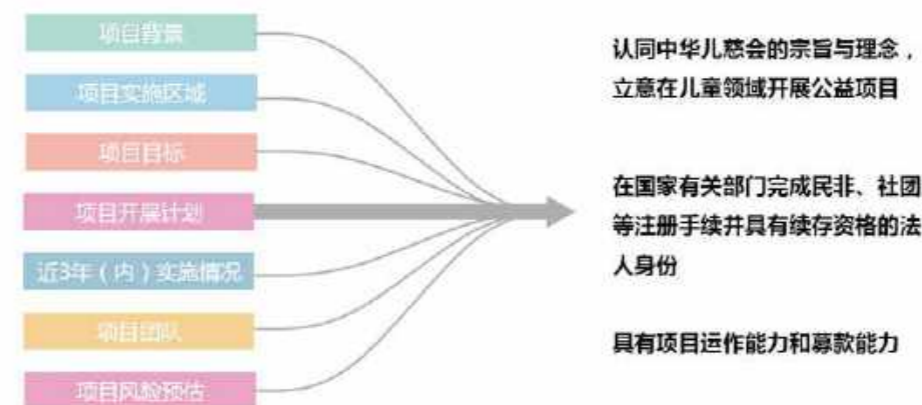 项目背景
项目实施区域
项目目标
项目开展计划
近3年（内）实施情况
项目团队
项目风险预估
认同中华儿慈会的宗旨与理念，
立意在儿童领域开展公益项目
在国家有关部门完成民非、社团
等注册手续并具有续存资格的法
人身份
具有项目运作能力和募款能力